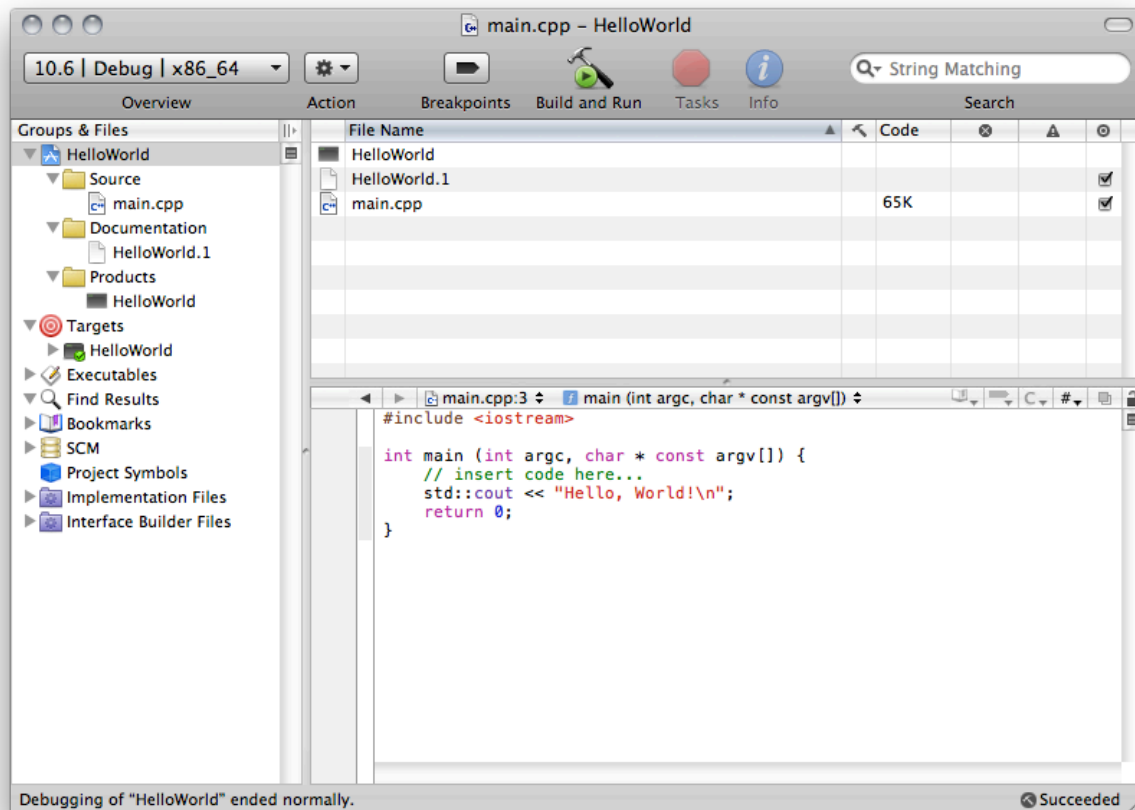 main.cpp – HelloWorld
10.6 | Debug | x86_64
String Matching
Overview Action Breakpoints Build and Run Tasks Info Search
Groups & Files
HelloWorld
Source
main.cpp
Documentation
HelloWorld.1
Products
HelloWorld
Targets
HelloWorld
Executables
Find Results
Bookmarks
SCM
Project Symbols
Implementation Files
Interface Builder Files
File Name Code
HelloWorld
HelloWorld.1
main.cpp 65K
main.cpp:3 main (int argc, char * const argv[]) C #
#include <iostream>
int main (int argc, char * const argv[]) {
// insert code here...
std::cout << "Hello, World!\n";
return 0;
}
Debugging of “HelloWorld” ended normally. Succeeded